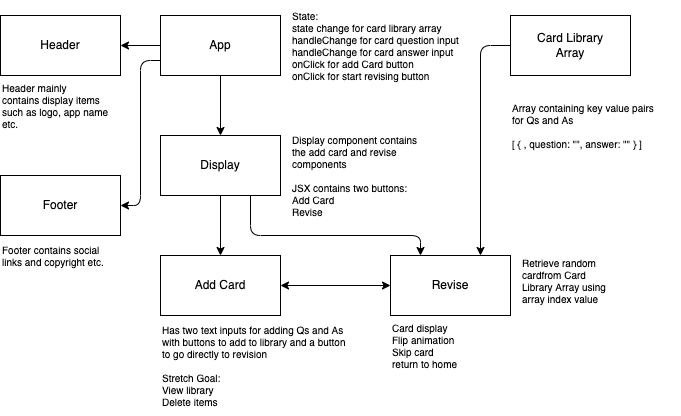 Header
App
State:
state change for card library array
handleChange for card question input
handleChange for card answer input
onClick for add Card button
onClick for start revising button
Card Library
Array
Header mainly
contains display items
such as logo, app name
etc.
Array containing key value pairs
for Qs and As
[ { , question: "", answer: "" } ]
Display
Display component contains
the add card and revise
components
JSX contains two buttons:
Add Card
Revise
Footer
Footer contains social
links and copyright etc.
Add Card
Revise
Retrieve random
cardfrom Card
Library Array using
array index value
Has two text inputs for adding Qs and As
with buttons to add to library and a button
to go directly to revision
Stretch Goal:
View library
Delete items
Card display
Flip animation
Skip card
return to home